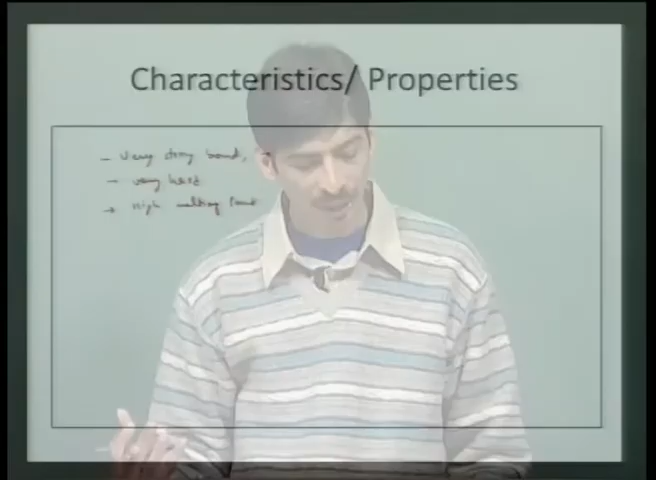 Characteristics/ Properties
- Very strong bond,
- very hard
→ High melting Point